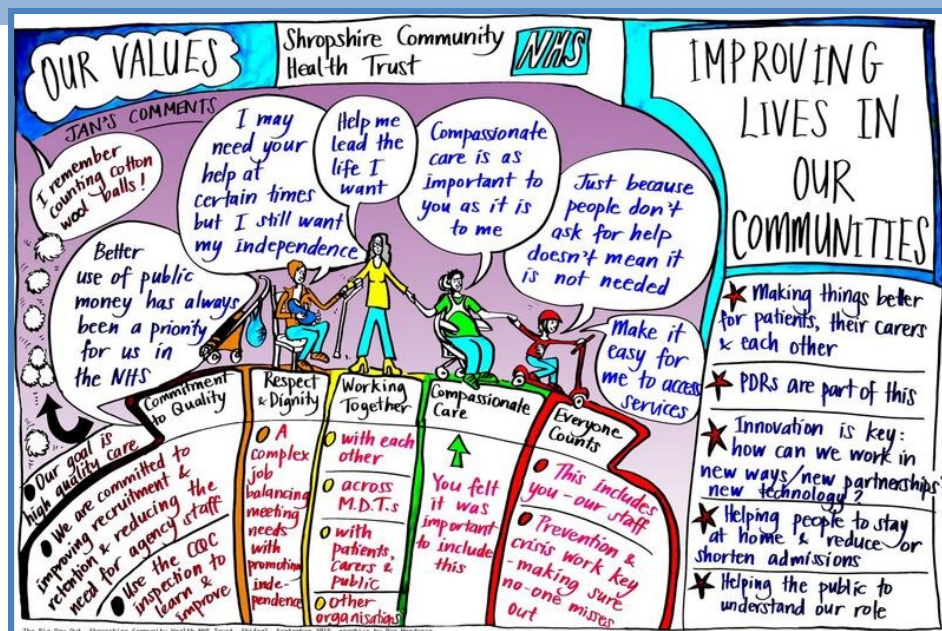 OUR VALUES
Shropshire Community
Health Trust
NHS
IMPROVING
LIVES IN
OUR
COMMUNITIES
JAN'S COMMENTS
I remember
counting cotton
wool balls!
Better
use of public
money has always
been a priority
for us in
the NHS
I may
need your
help at
certain times
but I still want
my independence
Help me
lead the
life I
want
Compassionate
care is as
important to
you as it is
to me
Just because
people don't
ask for help
doesn't mean it
is not needed
Make it
easy for
me to access
services
Commitment
to Quality
Our goal is
high quality care
We are committed to
improving recruitment &
retention & reducing the
need for agency staff
Use the CQC
inspection to
learn &
improve
Respect
& Dignity
A
complex
job
balancing
meeting
needs
with
promoting
inde-
pendence
Working
Together
with each
other
across
M.D.T.s
with
patients,
carers &
public
other
organisations
Compassionate
Care
You felt
it was
important
to include
this
Everyone
Counts
This includes
you - our staff
Prevention &
crisis work key
- making sure
no-one misses
out
Making things better
for patients, their carers
& each other
PDRs are part of this
Innovation is key:
how can we work in
new ways/new partnerships?
new technology?
Helping people to stay
at home & reduce or
shorten admissions
Helping the public to
understand our role